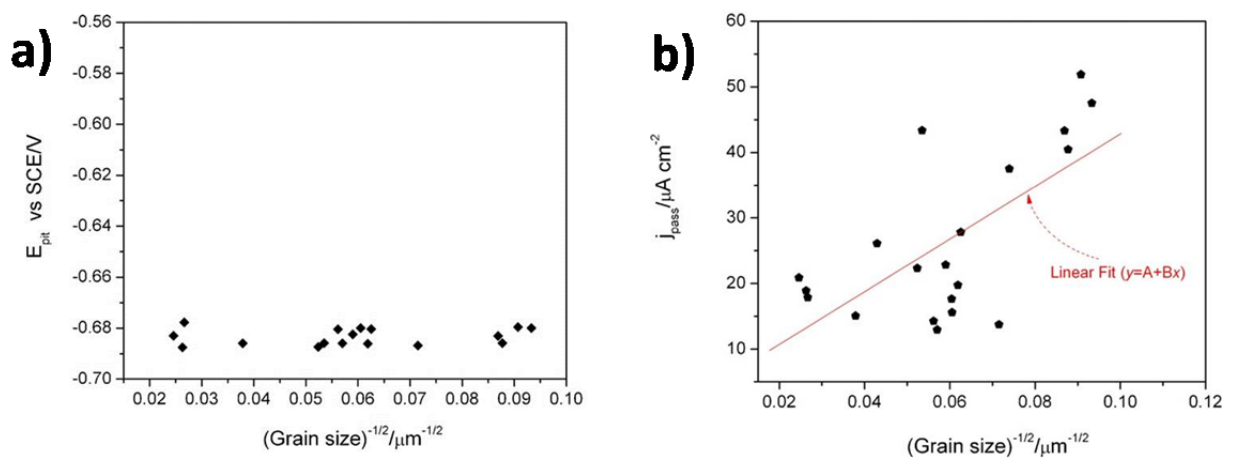 a)
-0.56
-0.58
-0.60
-0.62
-0.64
-0.66
-0.68
-0.70
E_pit vs SCE/V
0.02 0.03 0.04 0.05 0.06 0.07 0.08 0.09 0.10
(Grain size)^-1/2/μm^-1/2
b)
60
50
40
30
20
10
j_pass/μA cm^-2
Linear Fit (y=A+Bx)
0.02 0.04 0.06 0.08 0.10 0.12
(Grain size)^-1/2/μm^-1/2